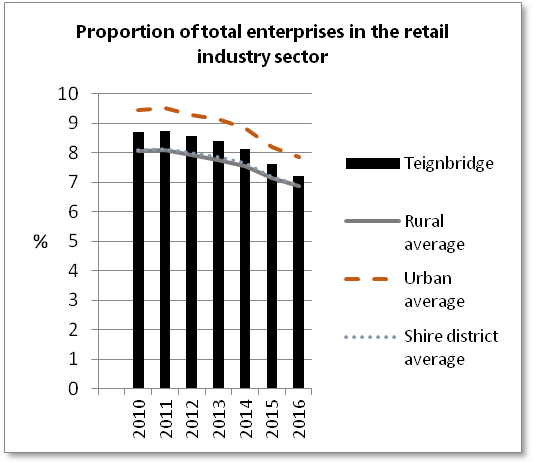 Proportion of total enterprises in the retail
industry sector
10
9
8
7
6
5
4
3
2
1
0
%
2010
2011
2012
2013
2014
2015
2016
Teignbridge
Rural
average
Urban
average
Shire district
average